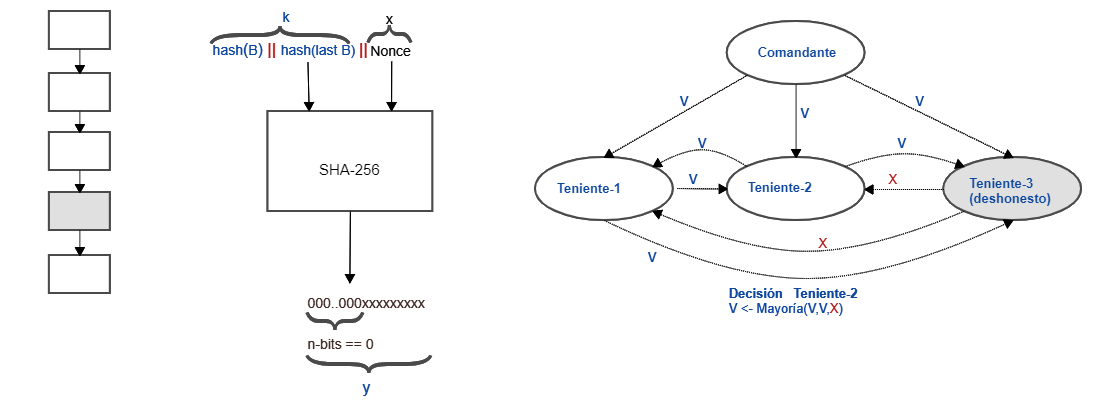 k
x
hash(B) || hash(last B) || Nonce
SHA-256
000..000xxxxxxxxx
n-bits == 0
y
Comandante
V
V
V
V
V
Teniente-1
V
Teniente-2
X
Teniente-3
(deshonesto)
X
V
Decisión Teniente-2
V <- Mayoría(V,V,X)